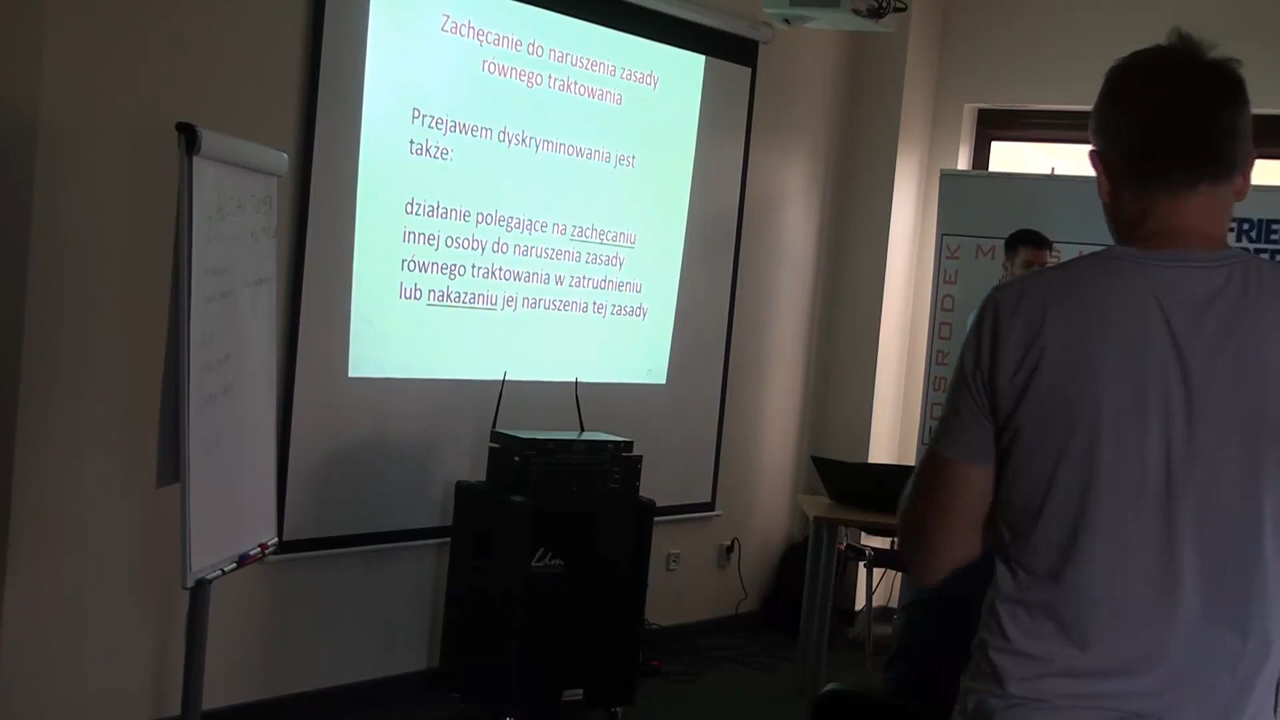 Zachęcanie do naruszenia zasady
równego traktowania
Przejawem dyskryminowania jest
także:
działanie polegające na zachęcaniu
innej osoby do naruszenia zasady
równego traktowania w zatrudnieniu
lub nakazaniu jej naruszenia tej zasady
OŚRODEK
FRIE